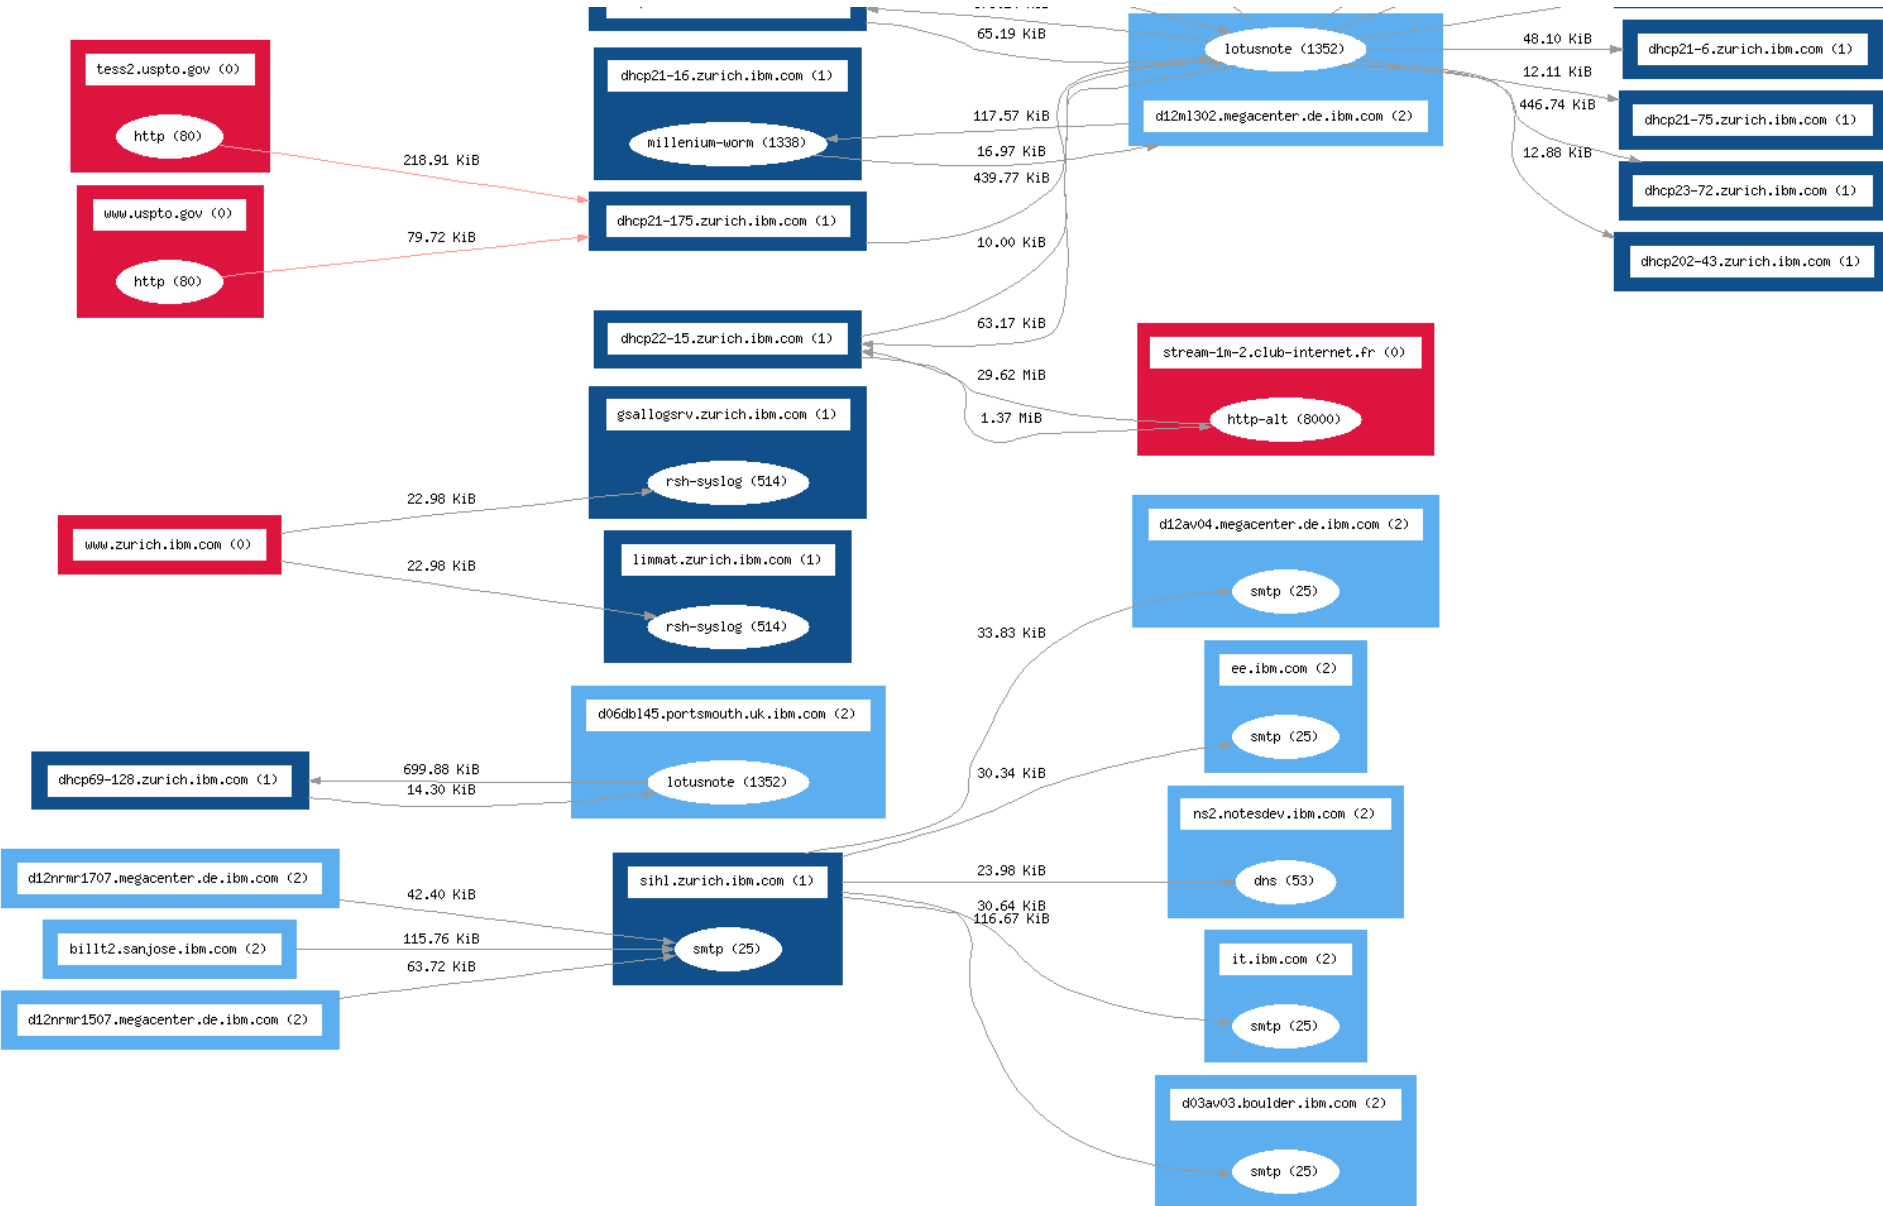 tess2.uspto.gov (0)
http (80)
218.91 KiB
www.uspto.gov (0)
http (80)
79.72 KiB
65.19 KiB
dhcp21-16.zurich.ibm.com (1)
millenium-worm (1338)
117.57 KiB
16.97 KiB
439.77 KiB
dhcp21-175.zurich.ibm.com (1)
10.00 KiB
lotusnote (1352)
d12ml302.megacenter.de.ibm.com (2)
48.10 KiB
12.11 KiB
446.74 KiB
12.88 KiB
dhcp21-6.zurich.ibm.com (1)
dhcp21-75.zurich.ibm.com (1)
dhcp23-72.zurich.ibm.com (1)
dhcp202-43.zurich.ibm.com (1)
dhcp22-15.zurich.ibm.com (1)
63.17 KiB
29.62 MiB
1.37 MiB
stream-1m-2.club-internet.fr (0)
http-alt (8000)
gsallogsrv.zurich.ibm.com (1)
rsh-syslog (514)
22.98 KiB
www.zurich.ibm.com (0)
22.98 KiB
limmat.zurich.ibm.com (1)
rsh-syslog (514)
d12av04.megacenter.de.ibm.com (2)
smtp (25)
33.83 KiB
ee.ibm.com (2)
smtp (25)
30.34 KiB
d06dbl45.portsmouth.uk.ibm.com (2)
lotusnote (1352)
dhcp69-128.zurich.ibm.com (1)
699.88 KiB
14.30 KiB
ns2.notesdev.ibm.com (2)
dns (53)
d12nrmr1707.megacenter.de.ibm.com (2)
42.40 KiB
billt2.sanjose.ibm.com (2)
115.76 KiB
63.72 KiB
d12nrmr1507.megacenter.de.ibm.com (2)
sihl.zurich.ibm.com (1)
smtp (25)
23.98 KiB
30.64 KiB
116.67 KiB
it.ibm.com (2)
smtp (25)
d03av03.boulder.ibm.com (2)
smtp (25)